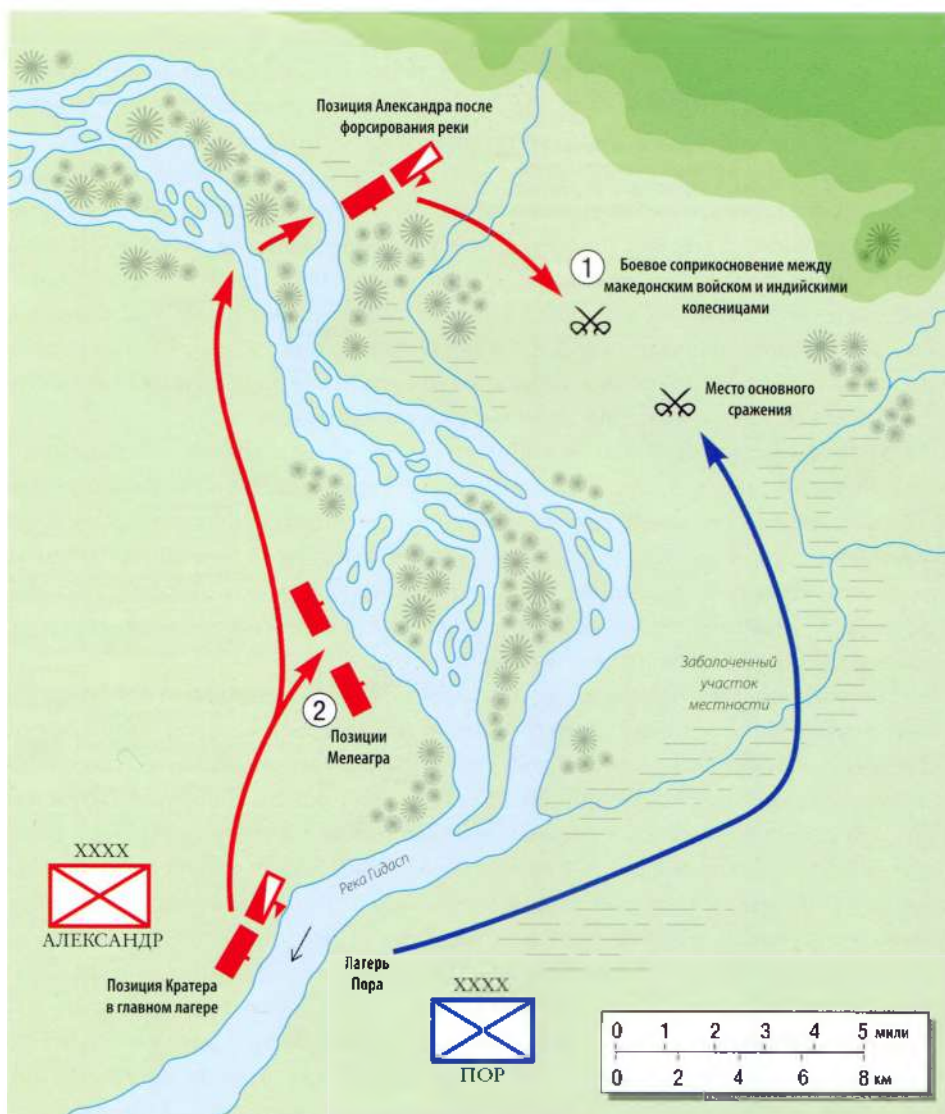 Позиция Александра после
форсирования реки
1
Боевое соприкосновение между
македонским войском и индийскими
колесницами
Место основного
сражения
2
Позиции
Мелеагра
Заболоченный
участок
местности
Река Гидасп
XXXX
АЛЕКСАНДР
Позиция Кратера
в главном лагере
Лагерь
Пора
XXXX
ПОР
0 1 2 3 4 5 мили
0 2 4 6 8 км